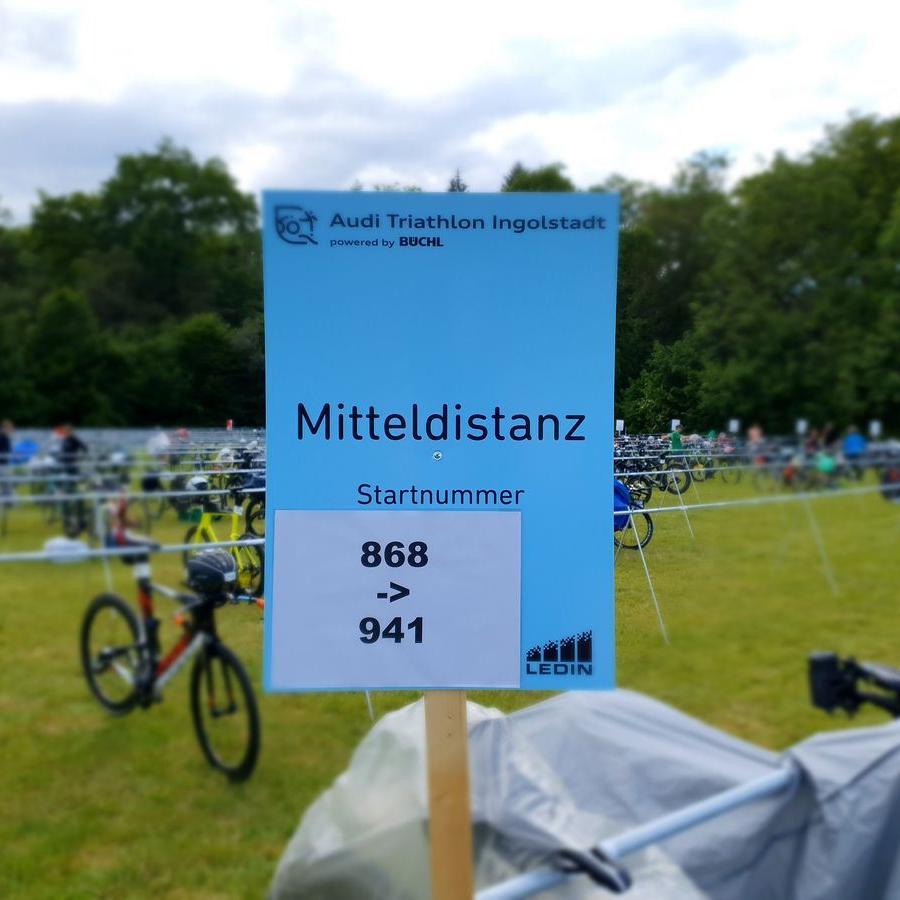 Audi Triathlon Ingolstadt
powered by BÜCHL
Mitteldistanz
Startnummer
868
->
941
LEDIN